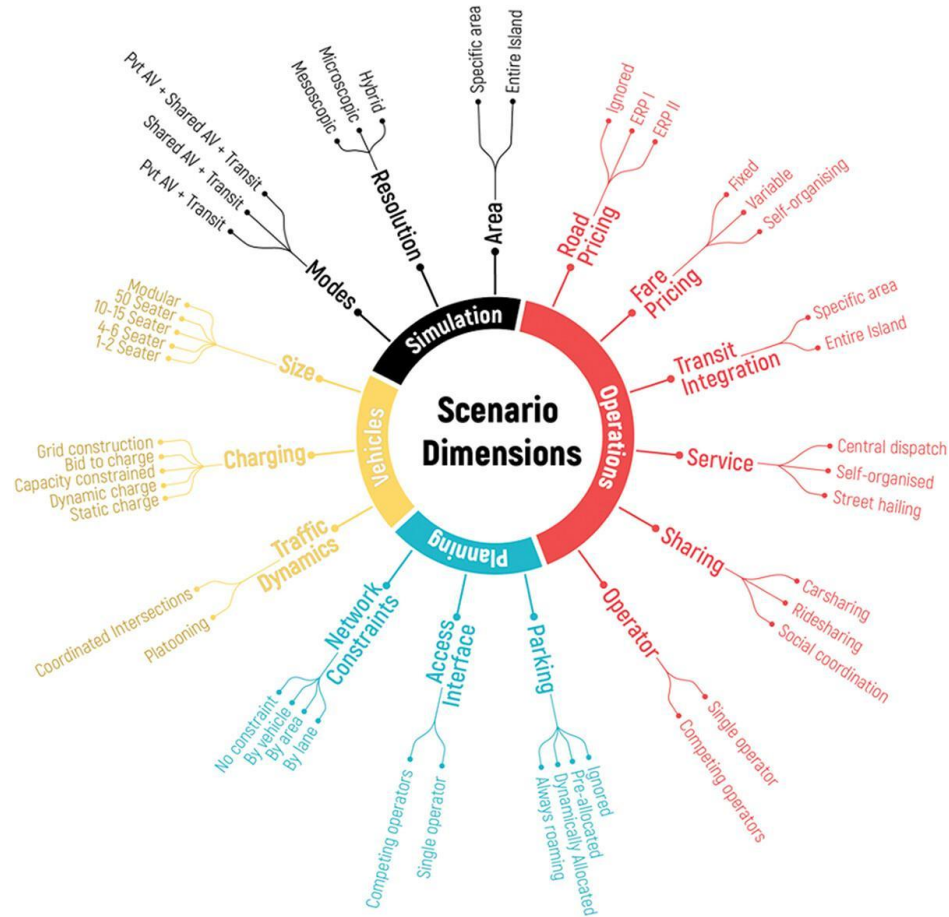 Scenario
Dimensions
Simulation
Area
Specific area
Entire Island
Resolution
Mesoscopic
Microscopic
Hybrid
Modes
Pvt AV + Shared AV + Transit
Shared AV + Transit
Pvt AV + Transit
Operations
Road
Pricing
Ignored
ERP I
ERP II
Fare
Pricing
Fixed
Variable
Self-organising
Transit
Integration
Specific area
Entire Island
Service
Central dispatch
Self-organised
Street hailing
Sharing
Carsharing
Ridesharing
Social coordination
Operator
Single operator
Competing operators
Planning
Parking
Ignored
Pre-allocated
Dynamically Allocated
Always roaming
Access
Interface
Single operator
Competing operators
Network
Constraints
No constraint
By vehicle
By area
By lane
Vehicles
Traffic
Dynamics
Coordinated Intersections
Platooning
Charging
Grid construction
Bid to charge
Capacity constrained
Dynamic charge
Static charge
Size
Modular
50 Seater
10-15 Seater
4-6 Seater
1-2 Seater